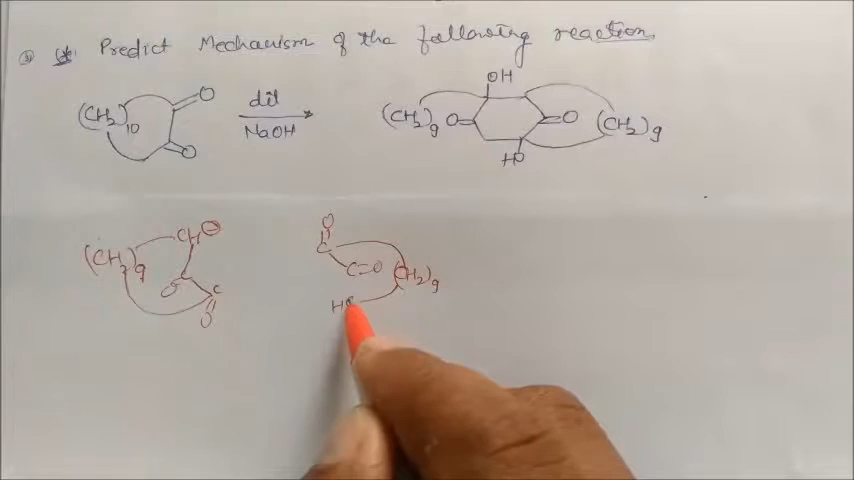 ③ Q: Predict Mechanism of the following reaction.
(CH₂)₁₀ O O dil NaOH (CH₂)₉ O OH O HO (CH₂)₉
(CH₂)₉ CH ⊖ C O C O
O C C=O (CH₂)₉ H